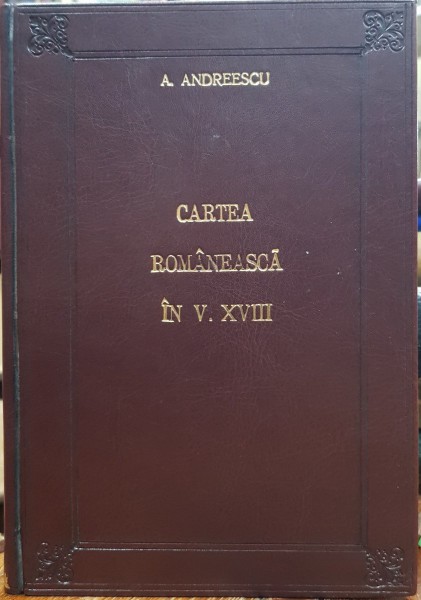 A. ANDREESCU
CARTEA
ROMÂNEASCĂ
ÎN V. XVIII